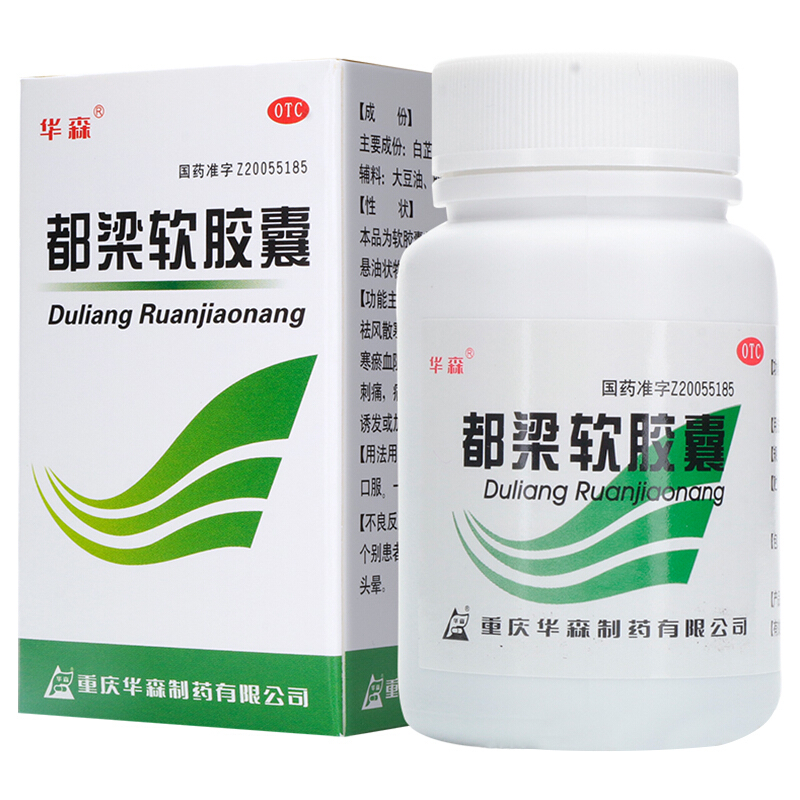 华森®
OTC
国药准字Z20055185
都梁软胶囊
Duliang Ruanjiaonang
华森
重庆华森制药有限公司
【成 份】
主要成份：白芷
辅料：大豆油、
【性 状】
本品为软胶囊
悬油状物
【功能主
祛风散寒
寒瘀血阻
刺痛，
诱发或加
【用法用
口服。一
【不良反
个别患者
头晕。
华森®
OTC
国药准字Z20055185
都梁软胶囊
Duliang Ruanjiaonang
华森®
重庆华森制药有限公司